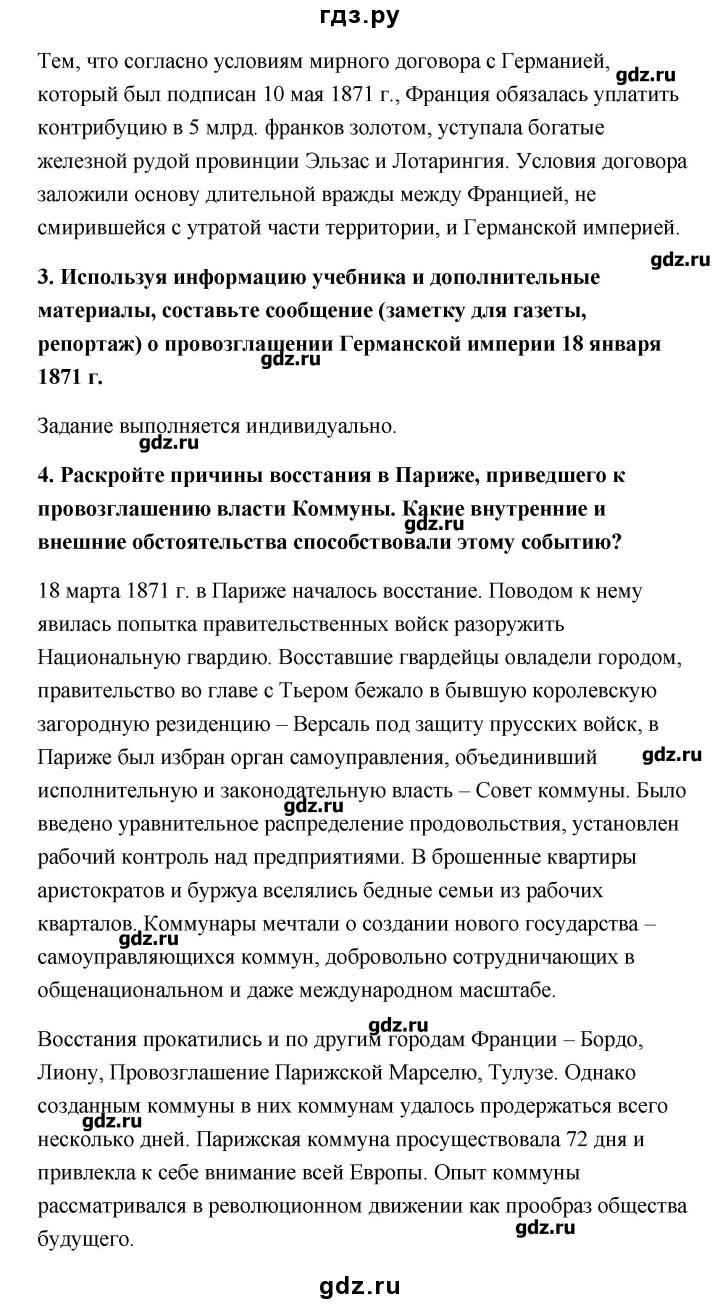 гдз.ру
Тем, что согласно условиям мирного договора с Германией,
gdz.ru
который был подписан 10 мая 1871 г., Франция обязалась уплатить
контрибуцию в 5 млрд. франков золотом, уступала богатые
железной рудой провинции Эльзас и Лотарингия. Условия договора
заложили основу длительной вражды между Францией, не
смирившейся с утратой части территории, и Германской империей.
gdz.ru
3. Используя информацию учебника и дополнительные
материалы, составьте сообщение (заметку для газеты,
репортаж) о провозглашении Германской империи 18 января
gdz.ru
1871 г.
Задание выполняется индивидуально.
gdz.ru
4. Раскройте причины восстания в Париже, приведшего к
провозглашению власти Коммуны. Какие внутренние и
gdz.ru
внешние обстоятельства способствовали этому событию?
18 марта 1871 г. в Париже началось восстание. Поводом к нему
явилась попытка правительственных войск разоружить
Национальную гвардию. Восставшие гвардейцы овладели городом,
правительство во главе с Тьером бежало в бывшую королевскую
загородную резиденцию – Версаль под защиту прусских войск, в
Париже был избран орган самоуправления, объединивший
gdz.ru
исполнительную и законодательную власть – Совет коммуны. Было
gdz.ru
введено уравнительное распределение продовольствия, установлен
рабочий контроль над предприятиями. В брошенные квартиры
аристократов и буржуа вселялись бедные семьи из рабочих
кварталов. Коммунары мечтали о создании нового государства –
gdz.ru
самоуправляющихся коммун, добровольно сотрудничающих в
общенациональном и даже международном масштабе.
gdz.ru
Восстания прокатились и по другим городам Франции – Бордо,
Лиону, Провозглашение Парижской Марселю, Тулузе. Однако
созданным коммуны в них коммунам удалось продержаться всего
gdz.ru
несколько дней. Парижская коммуна просуществовала 72 дня и
привлекла к себе внимание всей Европы. Опыт коммуны
рассматривался в революционном движении как прообраз общества
gdz.ru
будущего.
gdz.ru